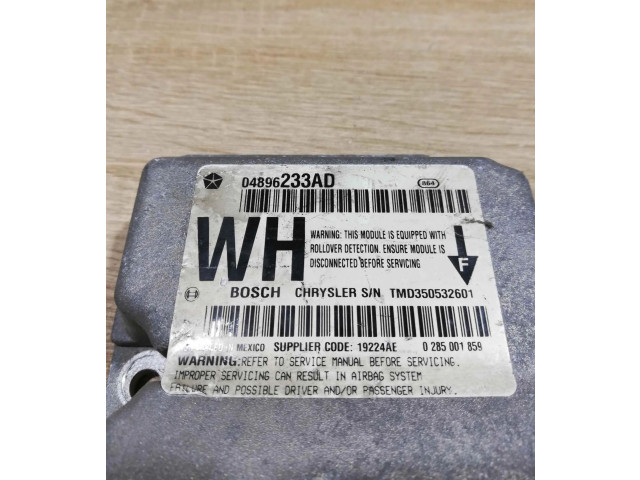 04896233AD
864
WH
WARNING: THIS MODULE IS EQUIPPED WITH
ROLLOVER DETECTION. ENSURE MODULE IS
DISCONNECTED BEFORE SERVICING
F
BOSCH CHRYSLER S/N TMD350532601
MEXICO SUPPLIER CODE: 19224AE 0 285 001 859
WARNING:REFER TO SERVICE MANUAL BEFORE SERVICING.
IMPROPER SERVICING CAN RESULT IN AIRBAG SYSTEM
FAILURE AND POSSIBLE DRIVER AND/OR PASSENGER INJURY.